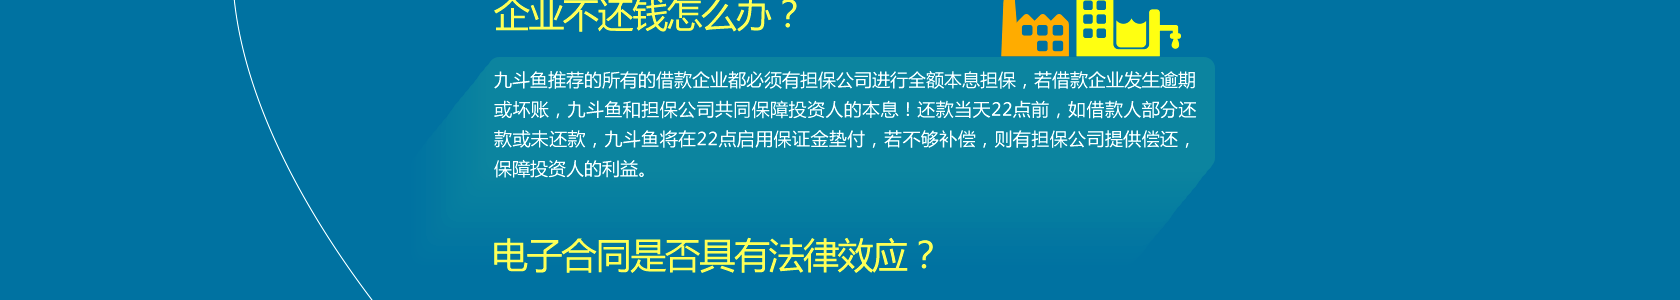 企业不还钱怎么办？
九斗鱼推荐的所有的借款企业都必须有担保公司进行全额本息担保，若借款企业发生逾期
或坏账，九斗鱼和担保公司共同保障投资人的本息！还款当天22点前，如借款人部分还
款或未还款，九斗鱼将在22点启用保证金垫付，若不够补偿，则有担保公司提供偿还，
保障投资人的利益。
电子合同是否具有法律效应？